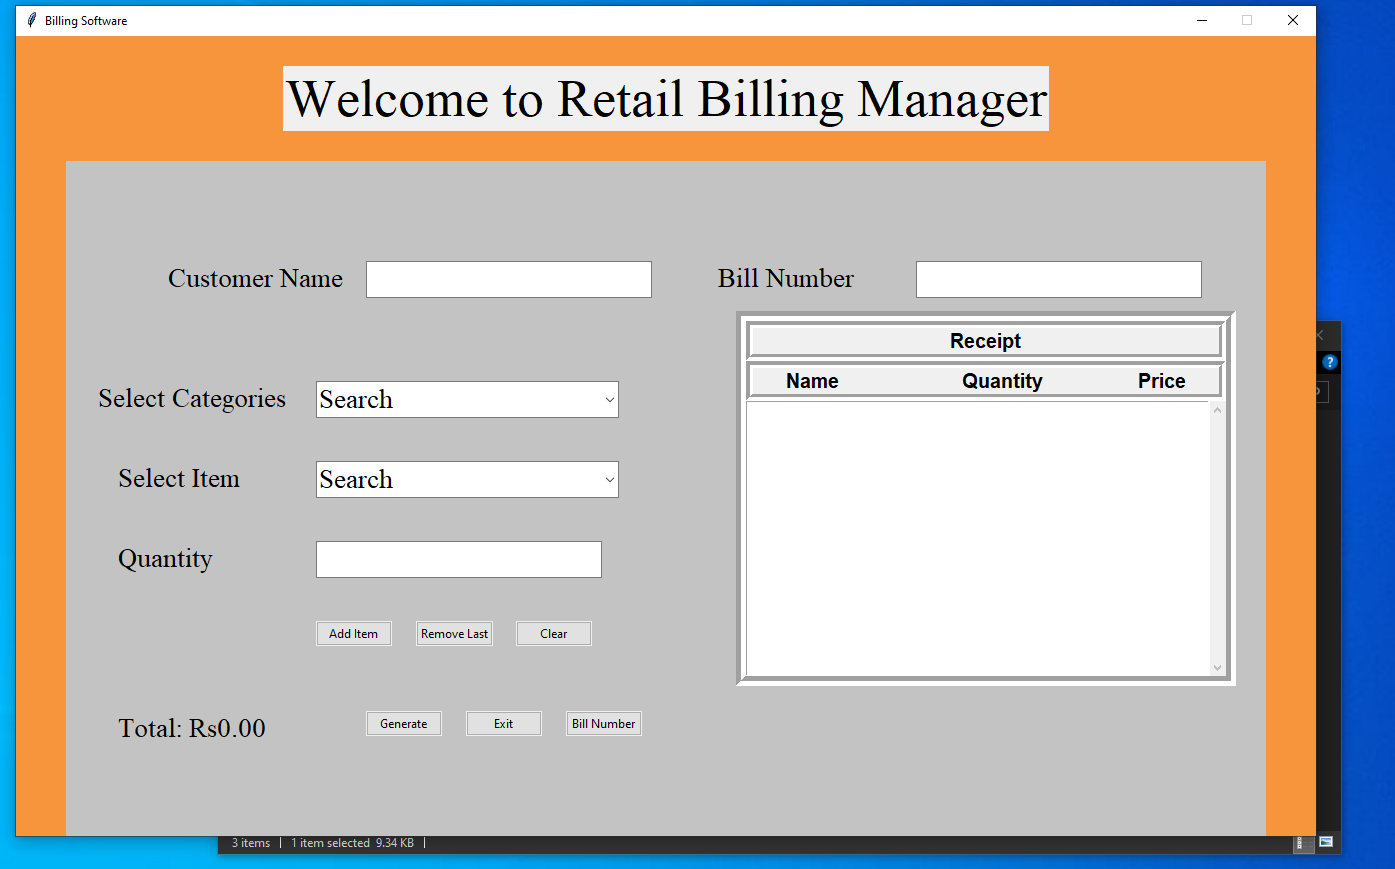 Billing Software
Welcome to Retail Billing Manager
Customer Name
Bill Number
Receipt
Name Quantity Price
Select Categories
Search
Select Item
Search
Quantity
Add Item
Remove Last
Clear
Total: Rs0.00
Generate
Exit
Bill Number
3 items
1 item selected 9.34 KB